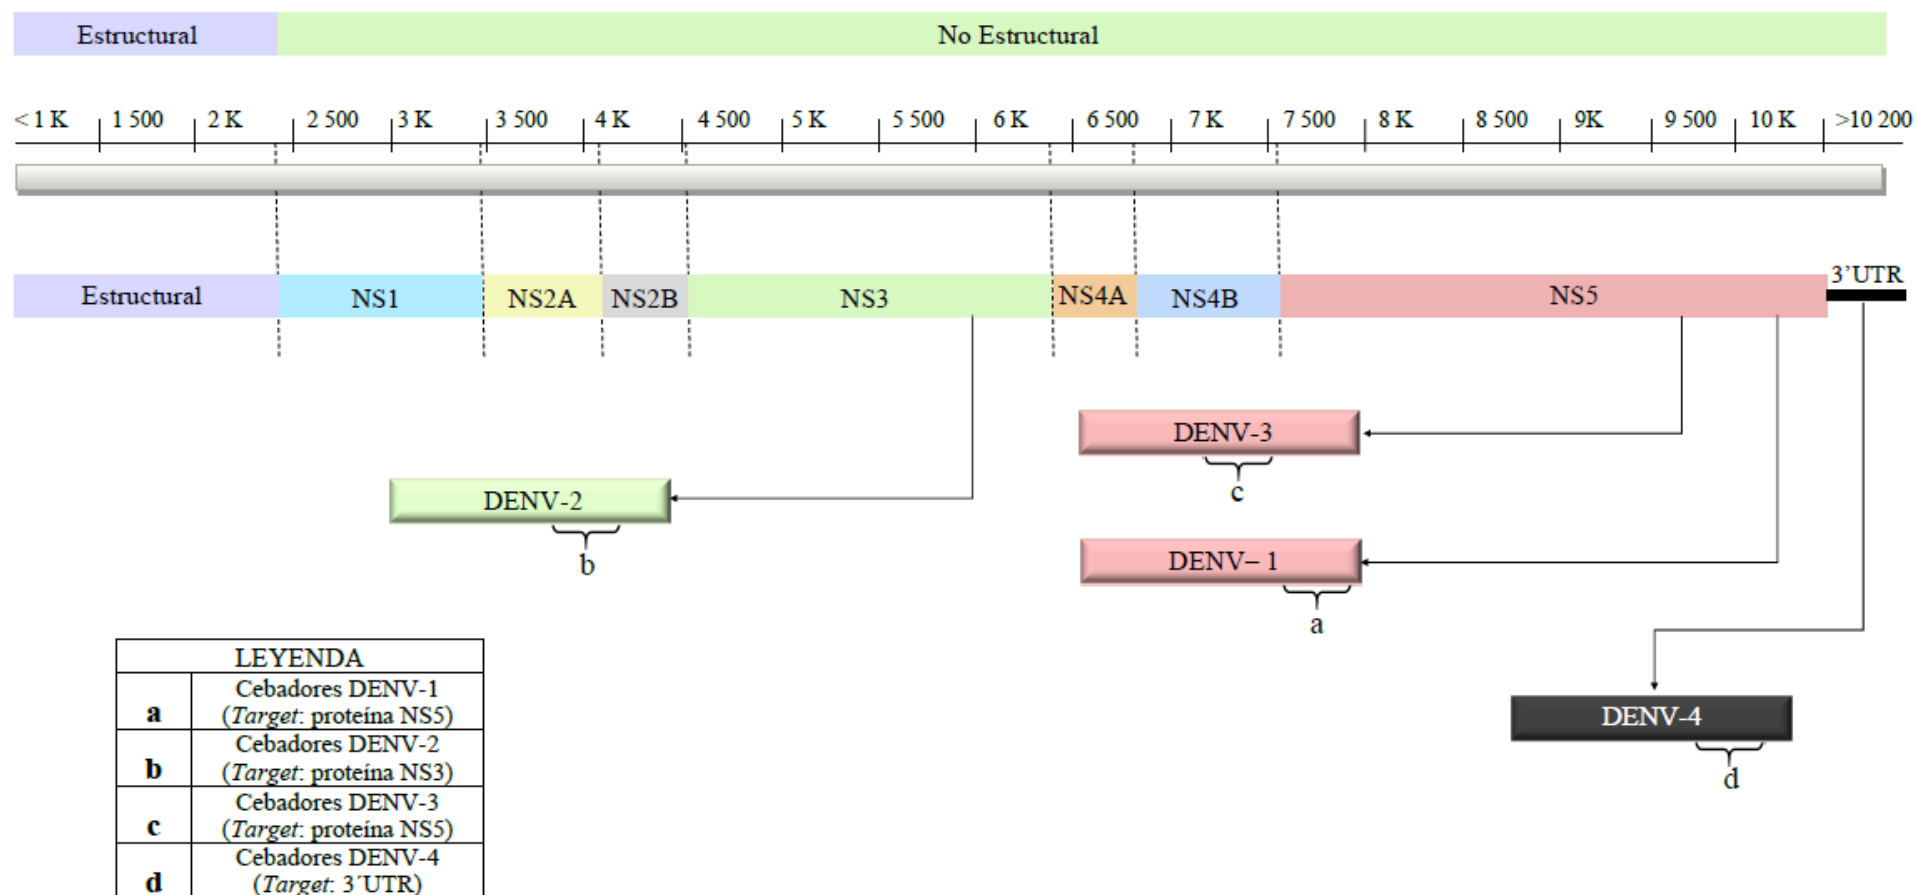 Estructural No Estructural
< 1 K 1 500 2 K 2 500 3 K 3 500 4 K 4 500 5 K 5 500 6 K 6 500 7 K 7 500 8 K 8 500 9K 9 500 10 K >10 200
3’UTR
Estructural NS1 NS2A NS2B NS3 NS4A NS4B NS5
DENV-3
c
DENV-2
b
DENV– 1
a
DENV-4
d
LEYENDA
a Cebadores DENV-1
(Target: proteína NS5)
b Cebadores DENV-2
(Target: proteína NS3)
c Cebadores DENV-3
(Target: proteína NS5)
d Cebadores DENV-4
(Target: 3´UTR)